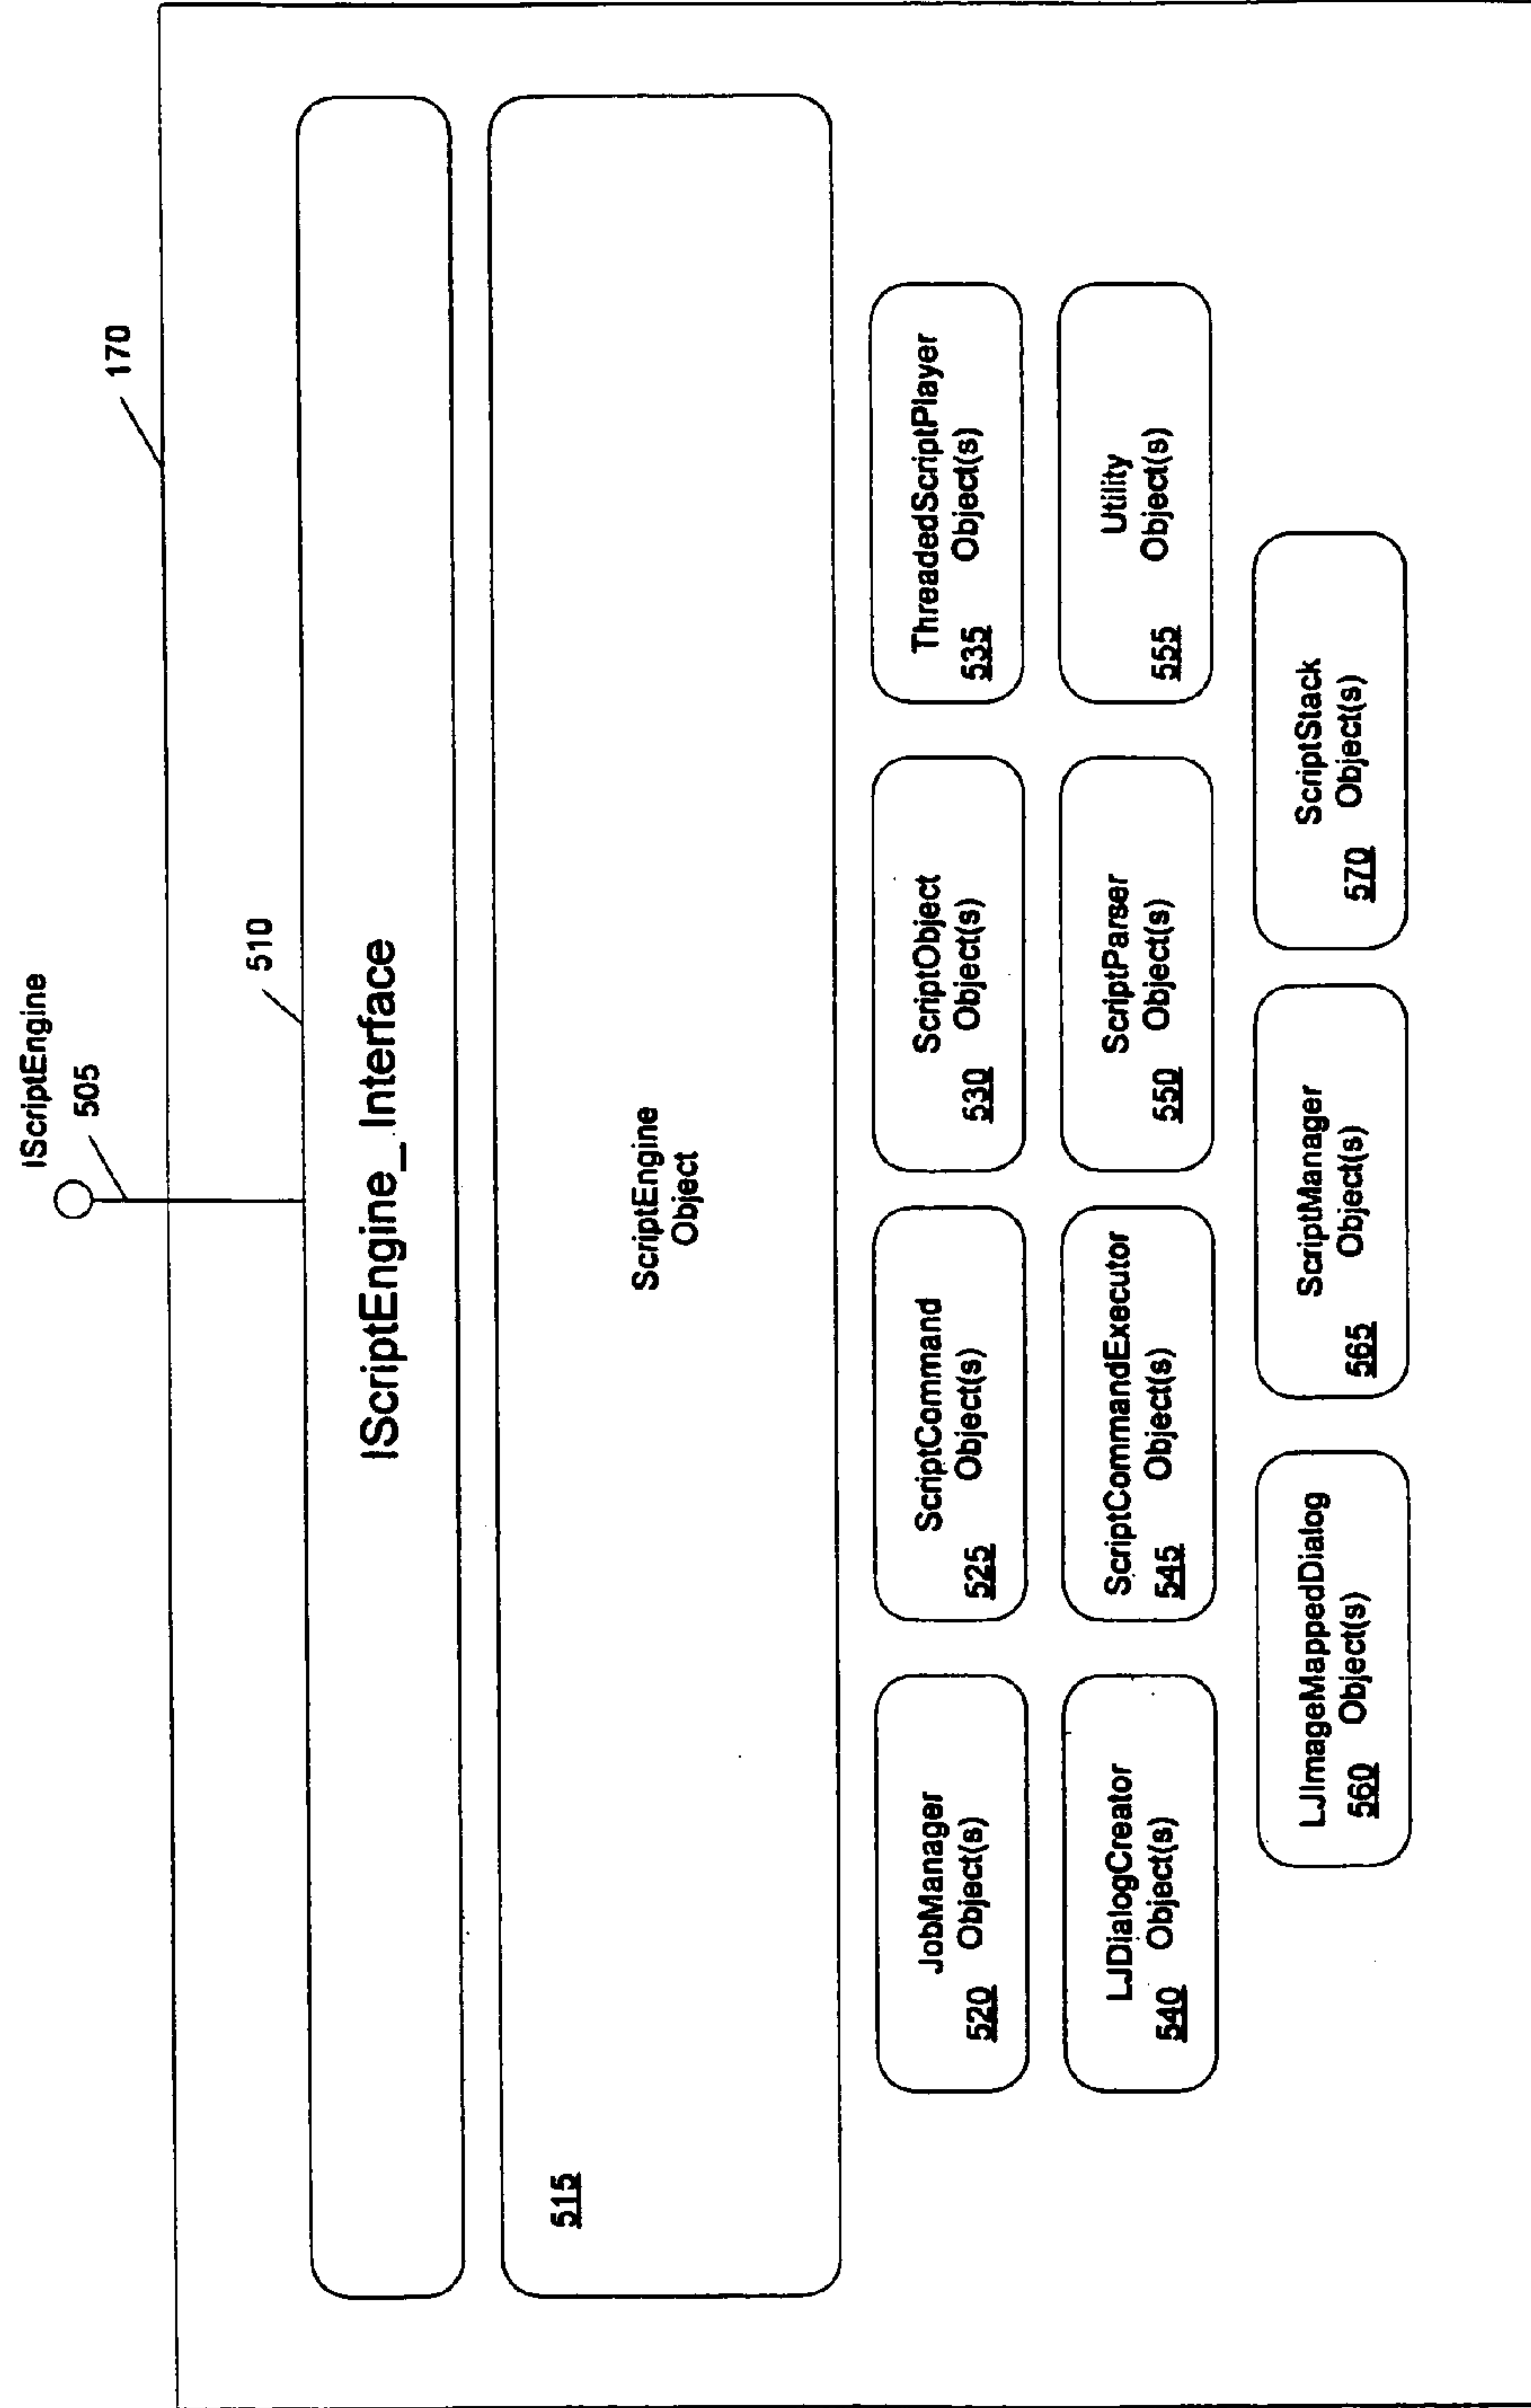 IScriptEngine
505
170
510
IScriptEngine_Interface
515
ScriptEngine
Object
JobManager
520 Object(s)
ScriptCommand
525 Object(s)
ScriptObject
530 Object(s)
ThreadedScriptPlayer
535 Object(s)
LJDialogCreator
540 Object(s)
ScriptCommandExecutor
545 Object(s)
ScriptParser
550 Object(s)
Utility
555 Object(s)
LJImageMappedDialog
560 Object(s)
ScriptManager
565 Object(s)
ScriptStack
570 Object(s)